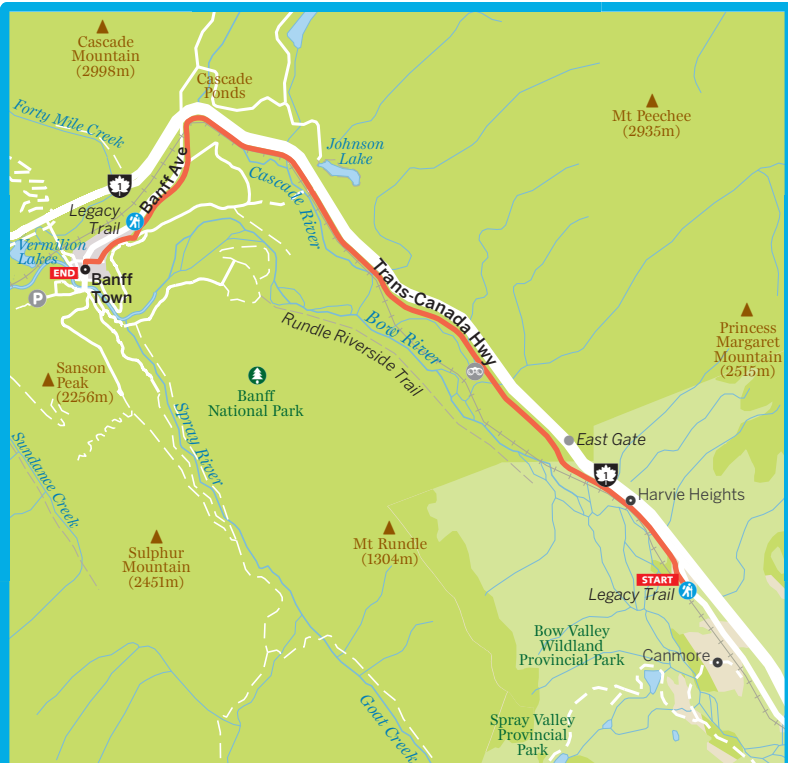 Cascade
Mountain
(2998m)
Cascade
Ponds
Mt Peechee
(2935m)
Forty Mile Creek
Johnson
Lake
1
Banff Ave
Legacy
Trail
Cascade River
Vermilion
Lakes
END
Banff
Town
P
Trans-Canada Hwy
Bow River
Rundle Riverside Trail
Princess
Margaret
Mountain
(2515m)
Sanson
Peak
(2256m)
Banff
National Park
Spray River
Sundance Creek
East Gate
1
Harvie Heights
Mt Rundle
(1304m)
Sulphur
Mountain
(2451m)
START
Legacy Trail
Bow Valley
Wildland
Provincial Park
Canmore
Goat Creek
Spray Valley
Provincial
Park